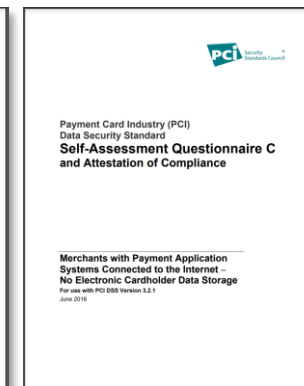 PCI Security
Standards Council
Payment Card Industry (PCI)
Data Security Standard
Self-Assessment Questionnaire C
and Attestation of Compliance
Merchants with Payment Application
Systems Connected to the Internet –
No Electronic Cardholder Data Storage
For use with PCI DSS Version 3.2.1
June 2018